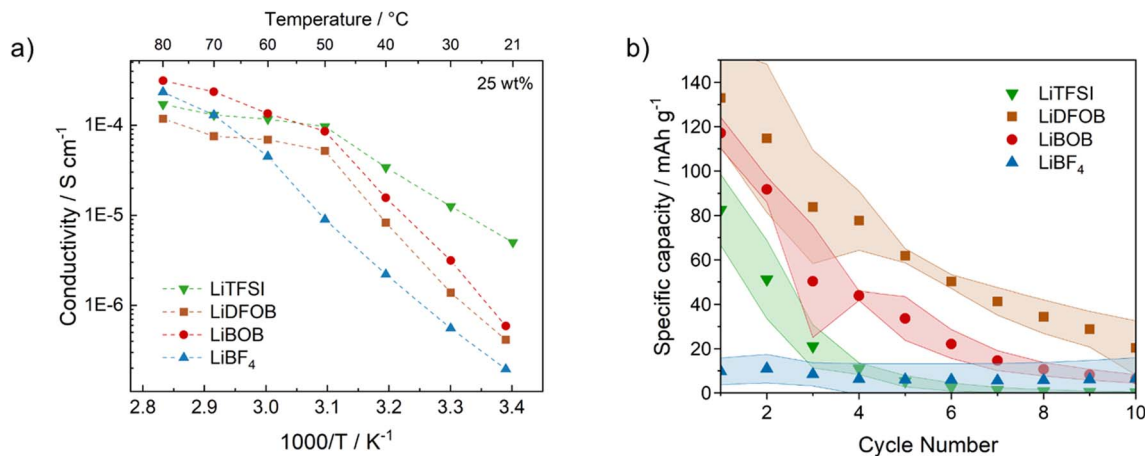 a)
Temperature / °C
80 70 60 50 40 30 21
25 wt%
1E-4
1E-5
1E-6
Conductivity / S cm⁻¹
LiTFSI
LiDFOB
LiBOB
LiBF₄
2.8 2.9 3.0 3.1 3.2 3.3 3.4
1000/T / K⁻¹
b)
140
120
100
80
60
40
20
0
Specific capacity / mAh g⁻¹
LiTFSI
LiDFOB
LiBOB
LiBF₄
2 4 6 8 10
Cycle Number